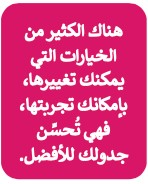 هناك الكثير من
الخيارات التي
يمكنك تغييرها،
بإمكانك تجربتها،
فهي تُحسَّن
جدولك للأفضل.